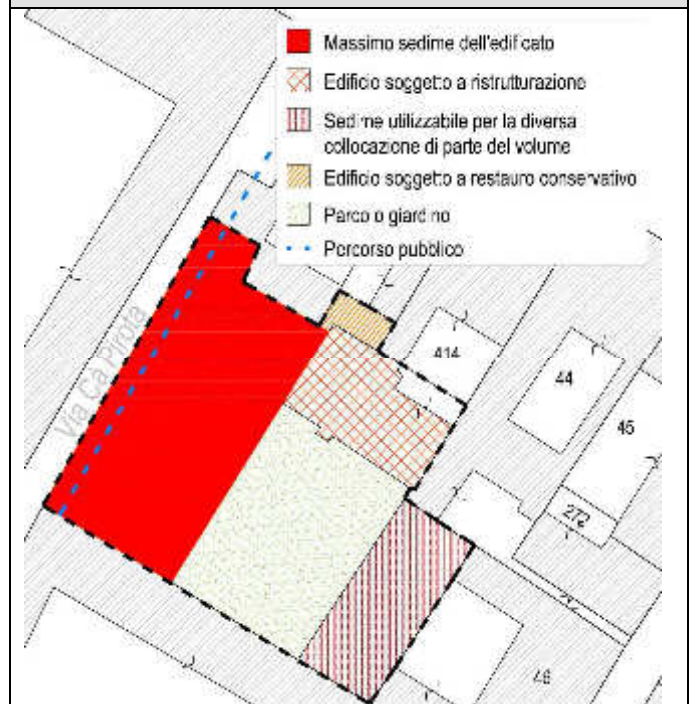 Massimo sedime dell'edificato
Edificio soggetto a ristrutturazione
Sedime utilizzabile per la diversa
collocazione di parte del volume
Edificio soggetto a restauro conservativo
Parco o giardino
Percorso pubblico
Via Cà Pirota
414
44
45
272
46